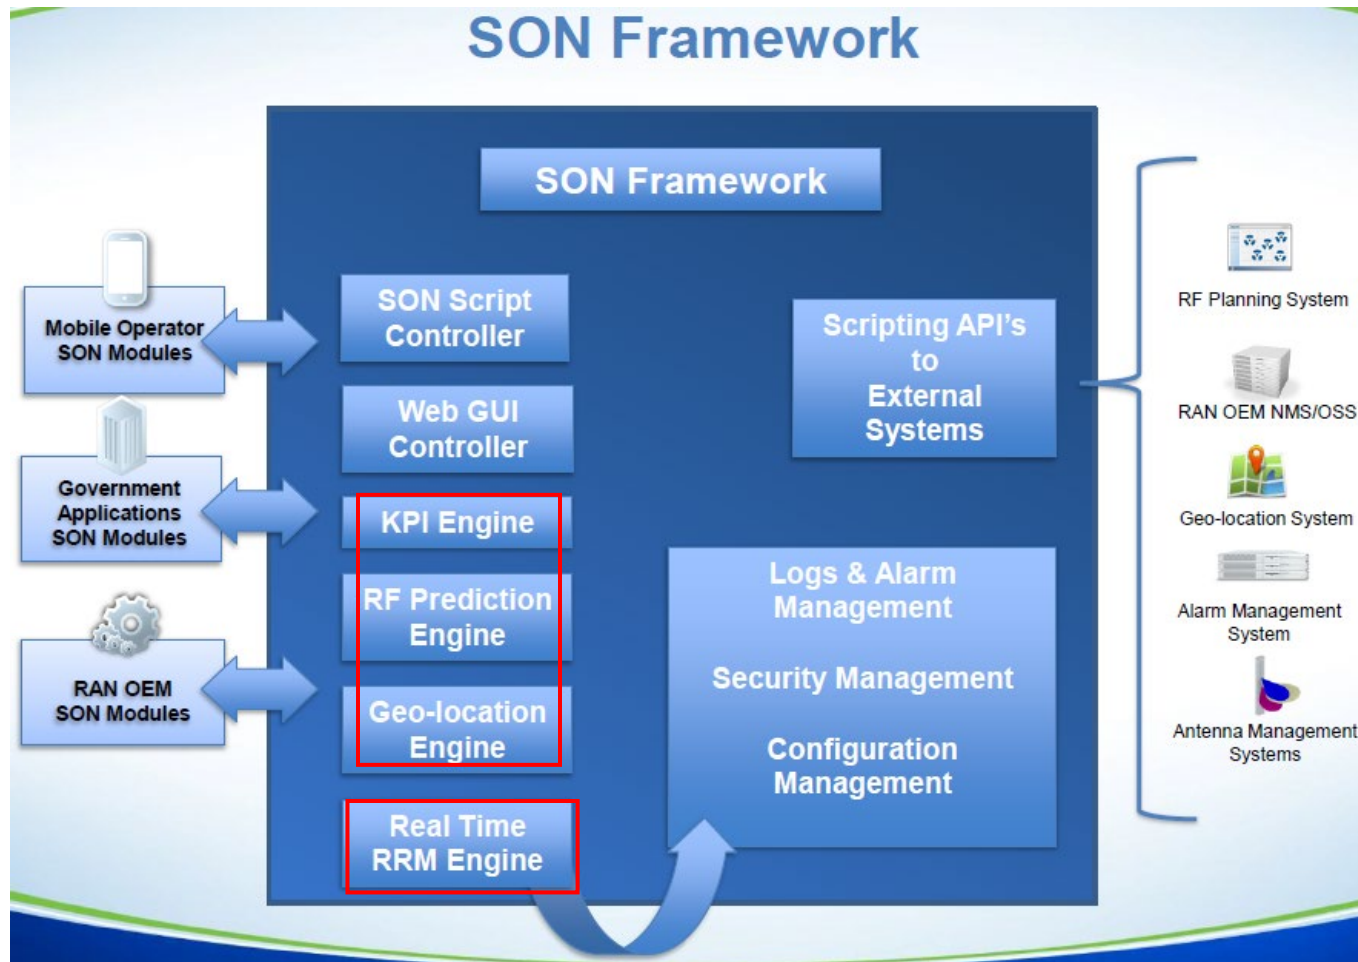 SON Framework
SON Framework
Mobile Operator
SON Modules
Government
Applications
SON Modules
RAN OEM
SON Modules
SON Script
Controller
Web GUI
Controller
KPI Engine
RF Prediction
Engine
Geo-location
Engine
Real Time
RRM Engine
Scripting API's
to
External
Systems
Logs & Alarm
Management
Security Management
Configuration
Management
RF Planning System
RAN OEM NMS/OSS
Geo-location System
Alarm Management
System
Antenna Management
Systems